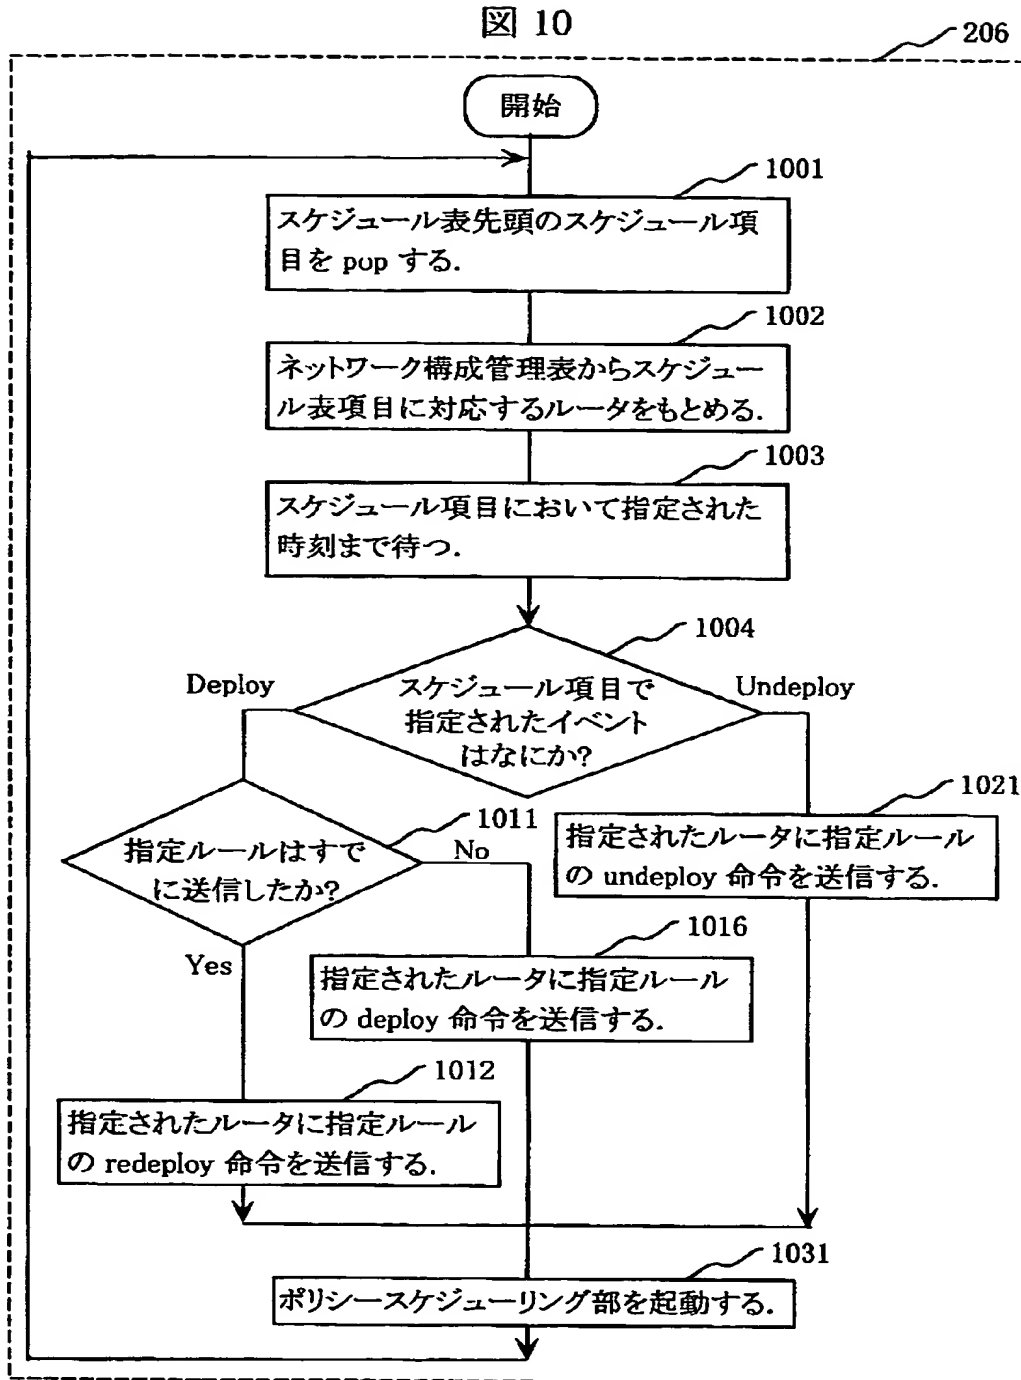 図 10
206
開始
1001
スケジュール表先頭のスケジュール項
目を pop する.
1002
ネットワーク構成管理表からスケジュー
ル表項目に対応するルータをもとめる.
1003
スケジュール項目において指定された
時刻まで待つ.
1004
Deploy
スケジュール項目で
指定されたイベント
はなにか?
Undeploy
1011
指定ルールはすで
に送信したか?
No
Yes
1021
指定されたルータに指定ルール
の undeploy 命令を送信する.
1016
指定されたルータに指定ルール
の deploy 命令を送信する.
1012
指定されたルータに指定ルール
の redeploy 命令を送信する.
1031
ポリシースケジューリング部を起動する.